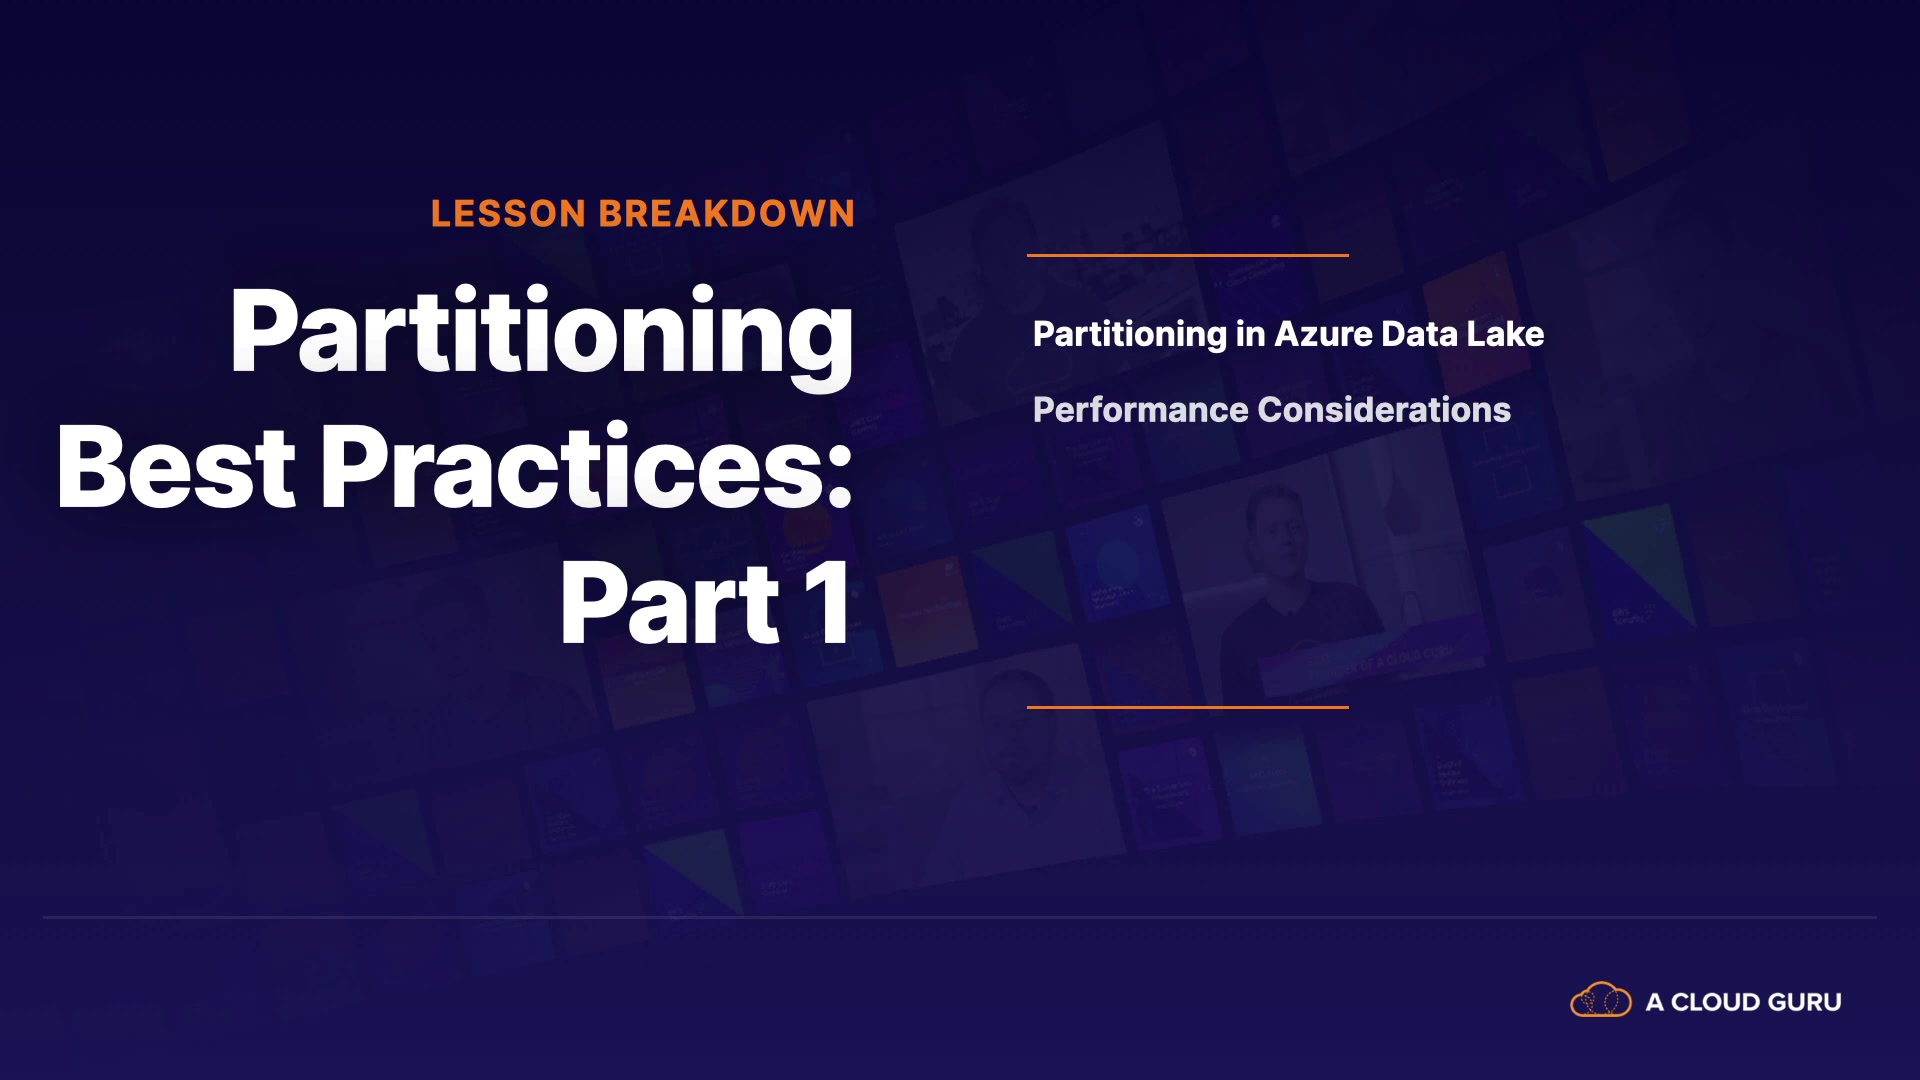 LESSON BREAKDOWN
Partitioning
Best Practices:
Part 1
Partitioning in Azure Data Lake
Performance Considerations
A CLOUD GURU